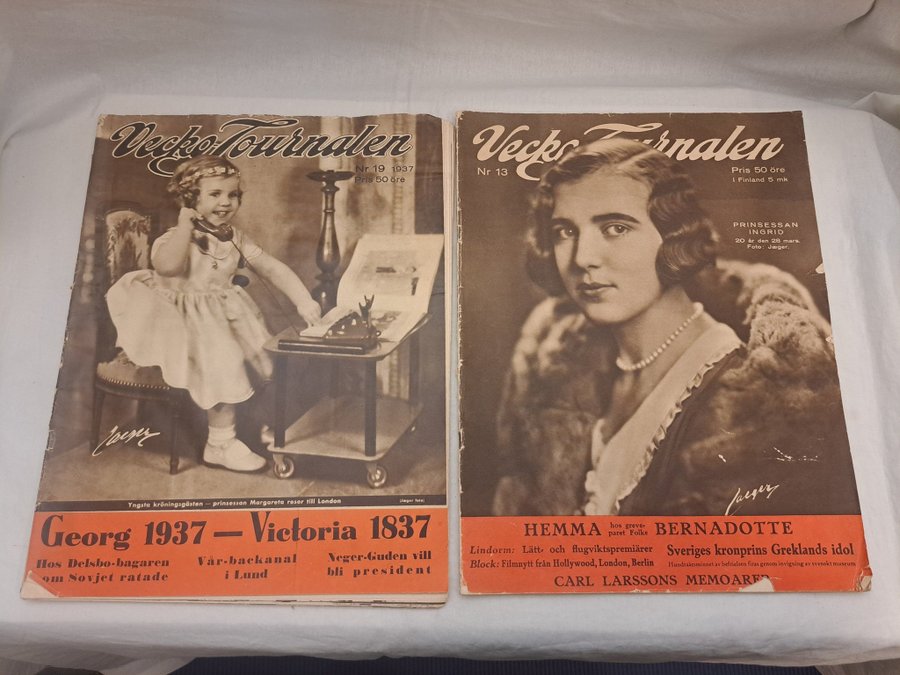 Vecko-Journalen
Nr 19 1937
Pris 50 öre
Jaeger
Yngsta kröningsgästen — prinsessan Margareta reser till London
(Jæger foto)
Georg 1937 — Victoria 1837
Hos Delsbo-bagaren
om Sovjet ratade
Vår-backanal
i Lund
Neger-Guden vill
bli president
Vecko-Journalen
Nr 13
Pris 50 öre
I Finland 5 mk
PRINSESSAN
INGRID
20 år den 28 mars.
Foto: Jæger.
Jaeger
HEMMA hos greve-
paret Folke BERNADOTTE
Lindorm: Lätt- och flugviktspremiärer
Block: Filmnytt från Hollywood, London, Berlin
Sveriges kronprins Greklands idol
CARL LARSSONS MEMOARER